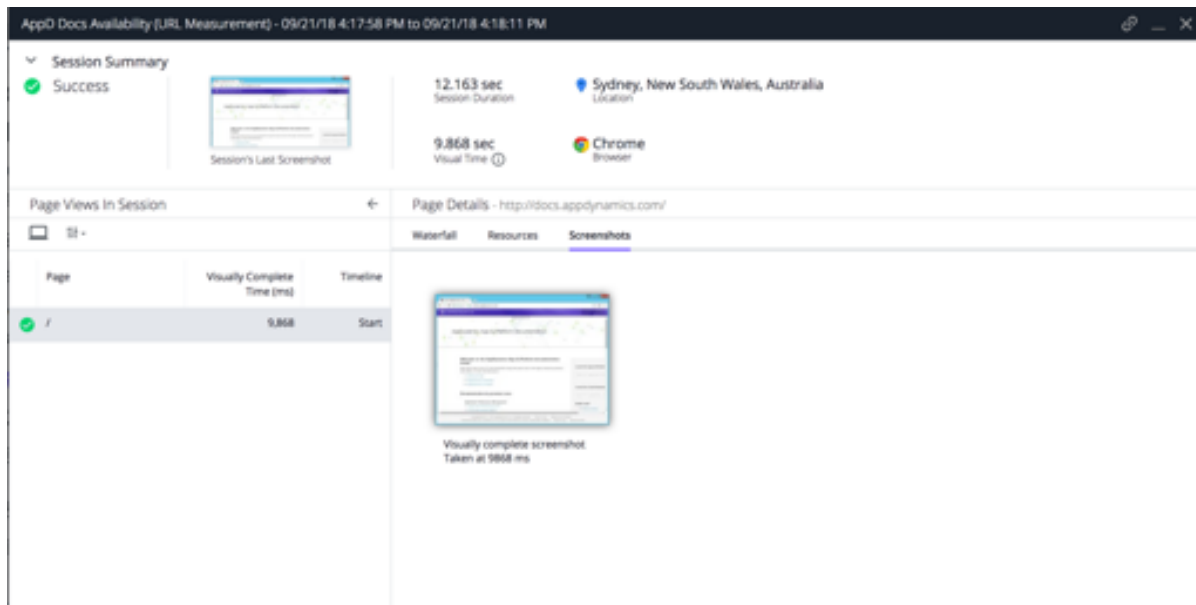 AppD Docs Availability (URL Measurement) - 09/21/18 4:17:58 PM to 09/21/18 4:18:11 PM
Session Summary
Success
Session's Last Screenshot
12.163 sec
Session Duration
9.868 sec
Visual Time
Sydney, New South Wales, Australia
Location
Chrome
Browser
Page Views In Session
Page Details - http://docs.appdynamics.com/
Waterfall Resources Screenshots
Page Visually Complete Time (ms) Timeline
/ 9,868 Start
Visually complete screenshot
Taken at 9868 ms